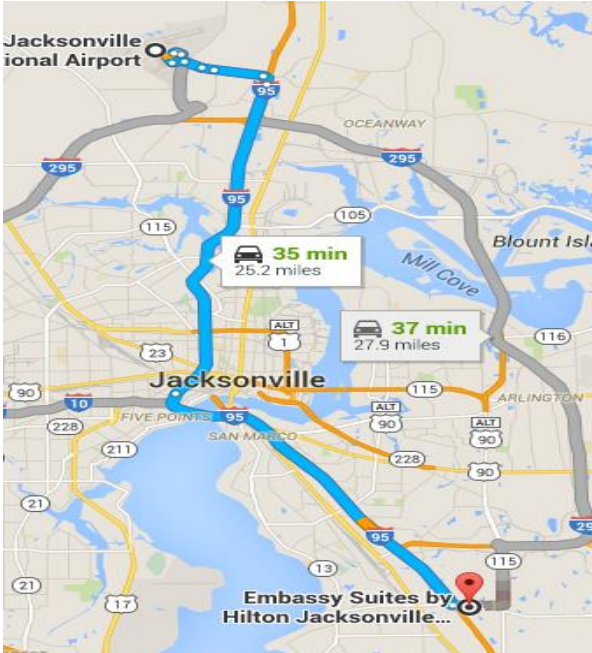 Jacksonville
ional Airport
95
OCEANWAY
295
295
95
115
105
Blount Isl
35 min
25.2 miles
Mill Cove
ALT
1
37 min
27.9 miles
116
23
Jacksonville
90
10
115
ARLINGTON
FIVE POINTS
95
ALT
90
ALT
90
228
SAN MARCO
211
228
90
21
95
29
115
13
21
17
Embassy Suites by
Hilton Jacksonville...